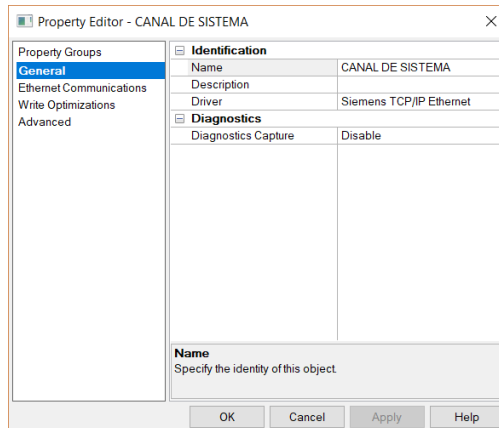 Property Editor - CANAL DE SISTEMA
Property Groups
General
Ethernet Communications
Write Optimizations
Advanced
Identification
Name CANAL DE SISTEMA
Description
Driver Siemens TCP/IP Ethernet
Diagnostics
Diagnostics Capture Disable
Name
Specify the identity of this object.
OK Cancel Apply Help